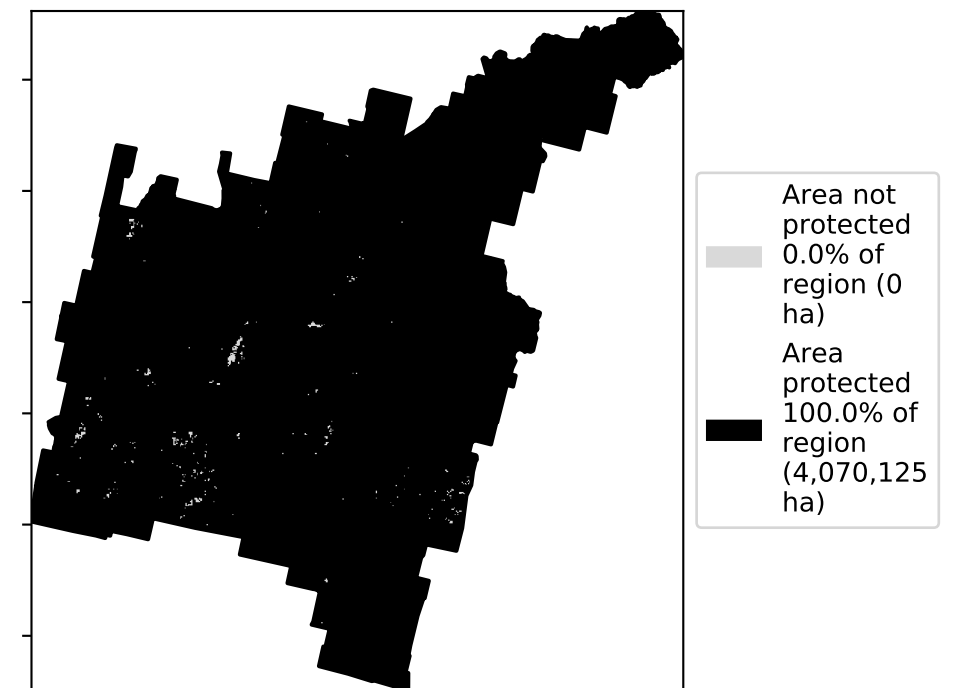 Area not
protected
0.0% of
region (0
ha)
Area
protected
100.0% of
region
(4,070,125
ha)